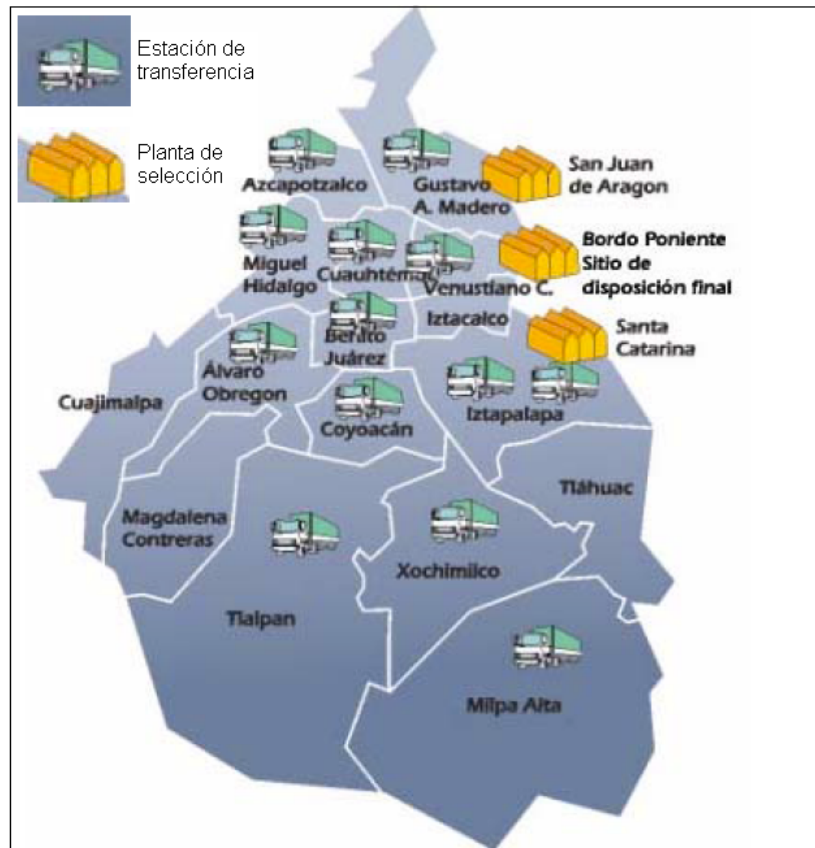 Estación de
transferencia
Planta de
selección
Azcapotzalco
Gustavo
A. Madero
San Juan
de Aragon
Miguel
Hidalgo
Cuauhtémoc
Venustiano C.
Bordo Poniente
Sitio de
disposición final
Iztacalco
Benito
Juárez
Santa
Catarina
Álvaro
Obregon
Cuajimalpa
Coyoacán
Iztapalapa
Tláhuac
Magdalena
Contreras
Xochimilco
Tlalpan
Milpa Alta